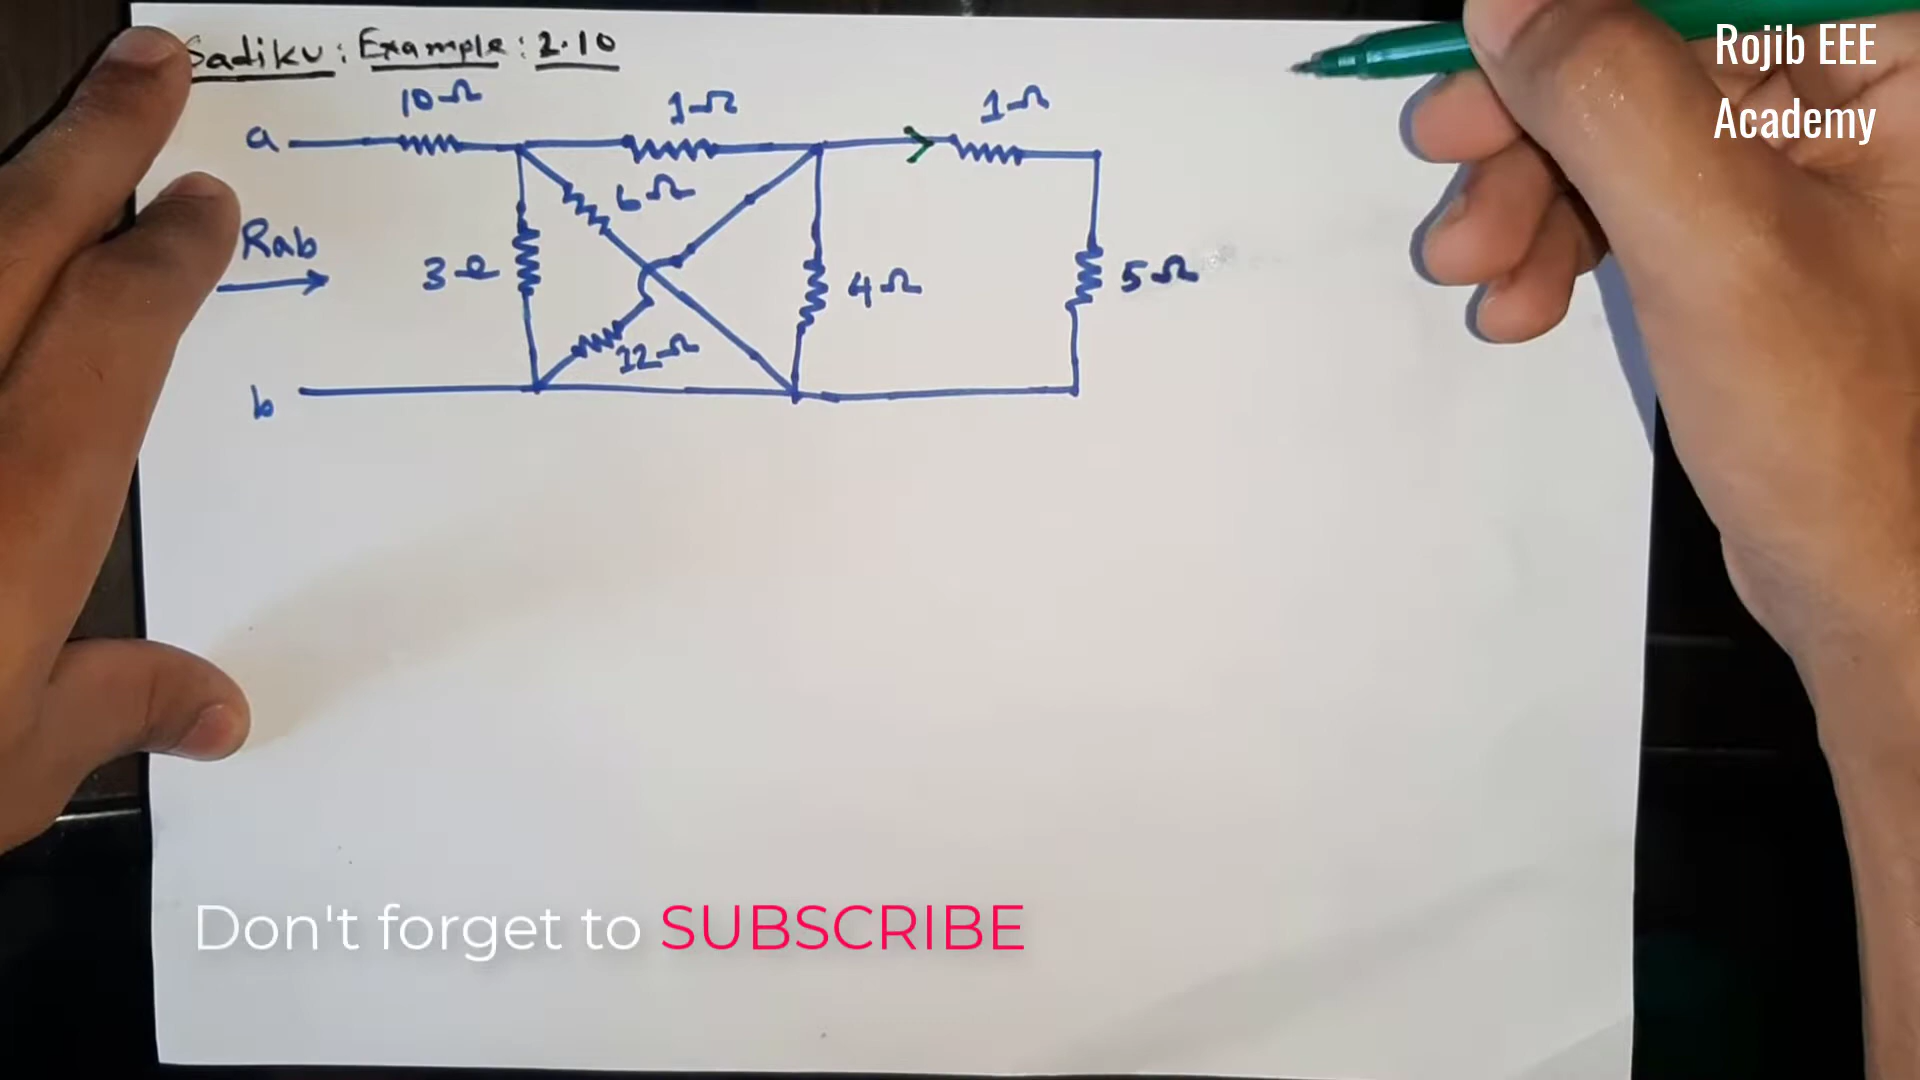 Sadiku : Example : 2.10
Rojib EEE
Academy
10Ω
1Ω
1Ω
a
6Ω
Rab
3Ω
4Ω
5Ω
12Ω
b
Don't forget to SUBSCRIBE